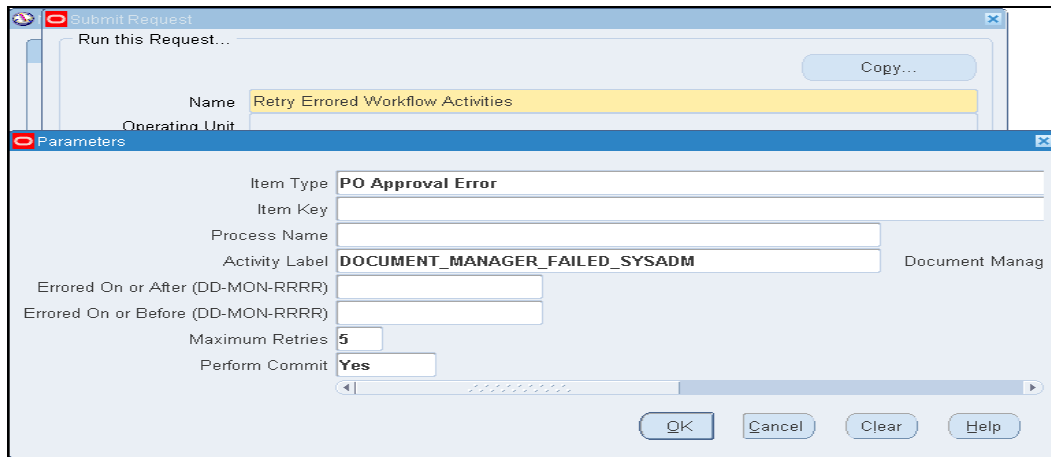 Submit Request
Run this Request...
Copy...
Name Retry Errored Workflow Activities
Operating Unit
Parameters
Item Type PO Approval Error
Item Key
Process Name
Activity Label DOCUMENT_MANAGER_FAILED_SYSADM Document Manag
Errored On or After (DD-MON-RRRR)
Errored On or Before (DD-MON-RRRR)
Maximum Retries 5
Perform Commit Yes
OK Cancel Clear Help